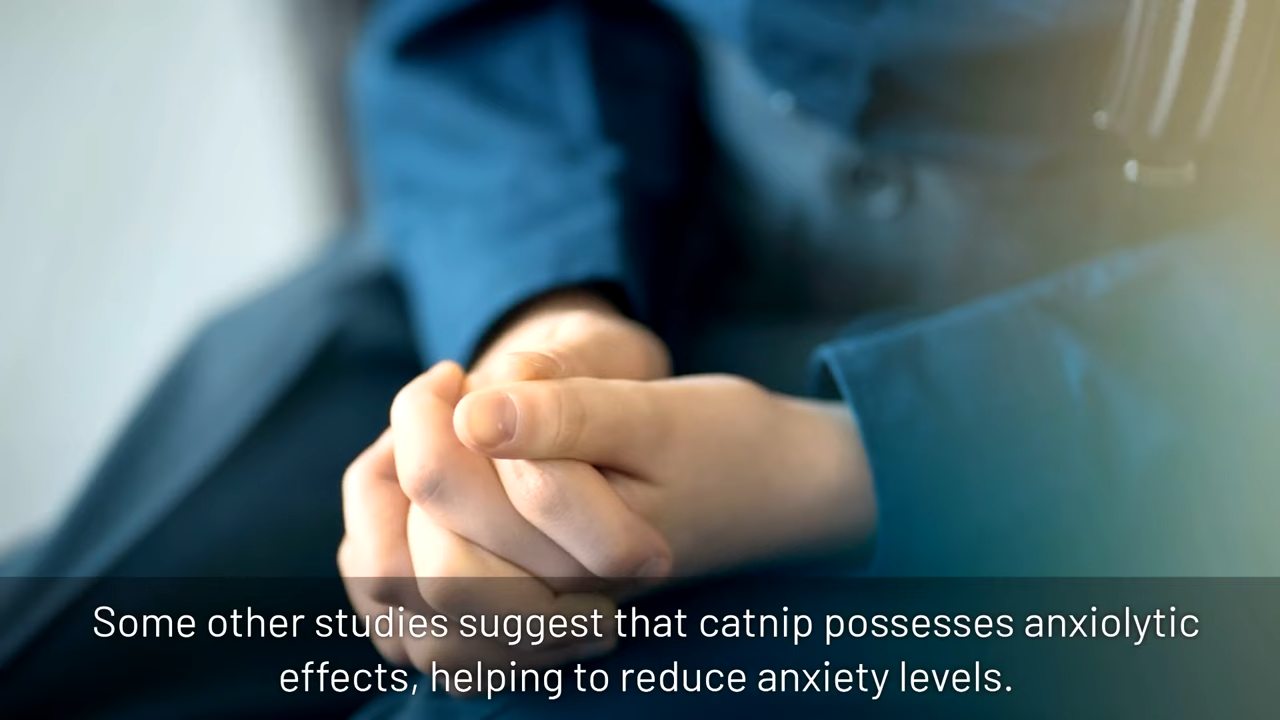 Some other studies suggest that catnip possesses anxiolytic
effects, helping to reduce anxiety levels.